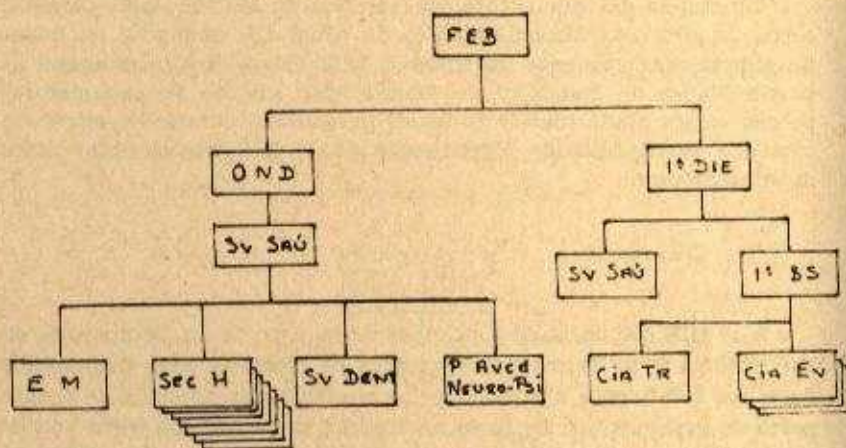 FEB
OND
1ª DIE
SV SAÚ
SV SAÚ
1º BS
E M
Sec H
SV DENT
P AVCD
NEURO-PSI
CIA TR
CIA EV